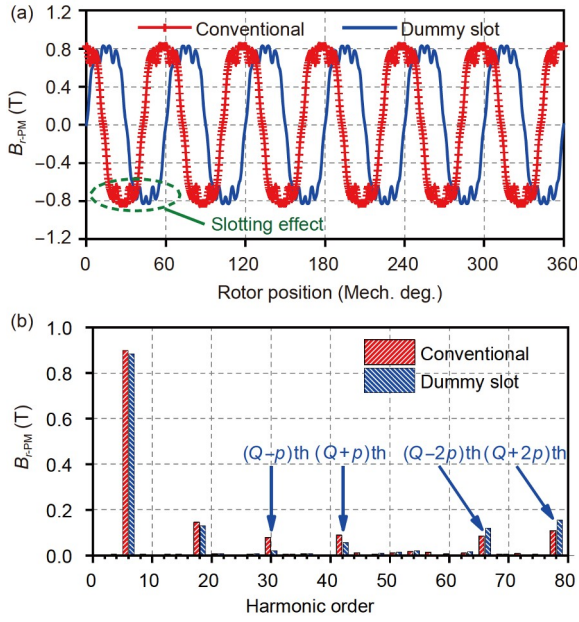 (a)
Conventional
Dummy slot
1.2
0.8
0.4
0.0
−0.4
−0.8
−1.2
B r-PM (T)
Slotting effect
0 60 120 180 240 300 360
Rotor position (Mech. deg.)
(b)
1.0
0.8
0.6
0.4
0.2
0.0
B r-PM (T)
Conventional
Dummy slot
(Q−p)th (Q+p)th (Q−2p)th (Q+2p)th
0 10 20 30 40 50 60 70 80
Harmonic order